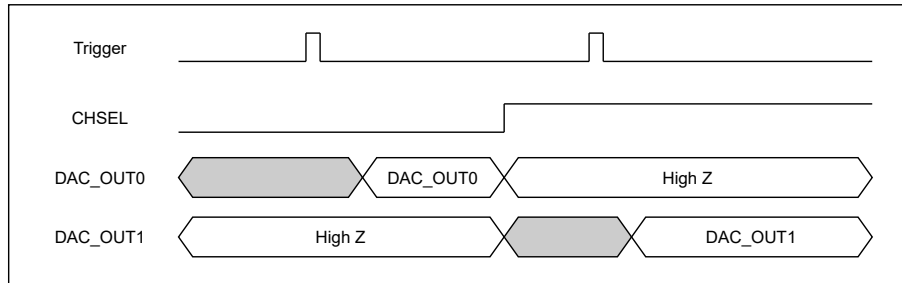 Trigger
CHSEL
DAC_OUT0 DAC_OUT0 High Z
DAC_OUT1 High Z DAC_OUT1